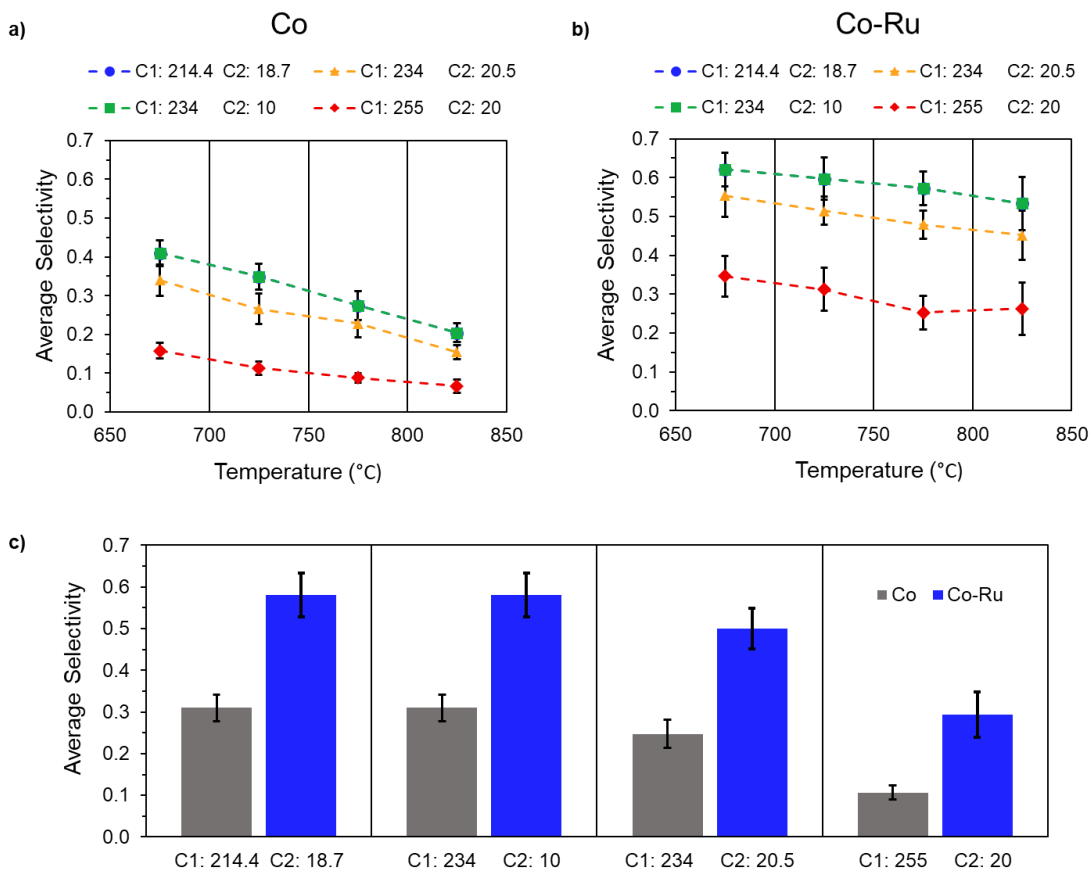 a) Co
C1: 214.4 C2: 18.7 C1: 234 C2: 20.5
C1: 234 C2: 10 C1: 255 C2: 20
Average Selectivity
0.7
0.6
0.5
0.4
0.3
0.2
0.1
0.0
650 700 750 800 850
Temperature (°C)
b) Co-Ru
C1: 214.4 C2: 18.7 C1: 234 C2: 20.5
C1: 234 C2: 10 C1: 255 C2: 20
Average Selectivity
0.7
0.6
0.5
0.4
0.3
0.2
0.1
0.0
650 700 750 800 850
Temperature (°C)
c)
Average Selectivity
0.7
0.6
0.5
0.4
0.3
0.2
0.1
0.0
Co Co-Ru
C1: 214.4 C2: 18.7 C1: 234 C2: 10 C1: 234 C2: 20.5 C1: 255 C2: 20